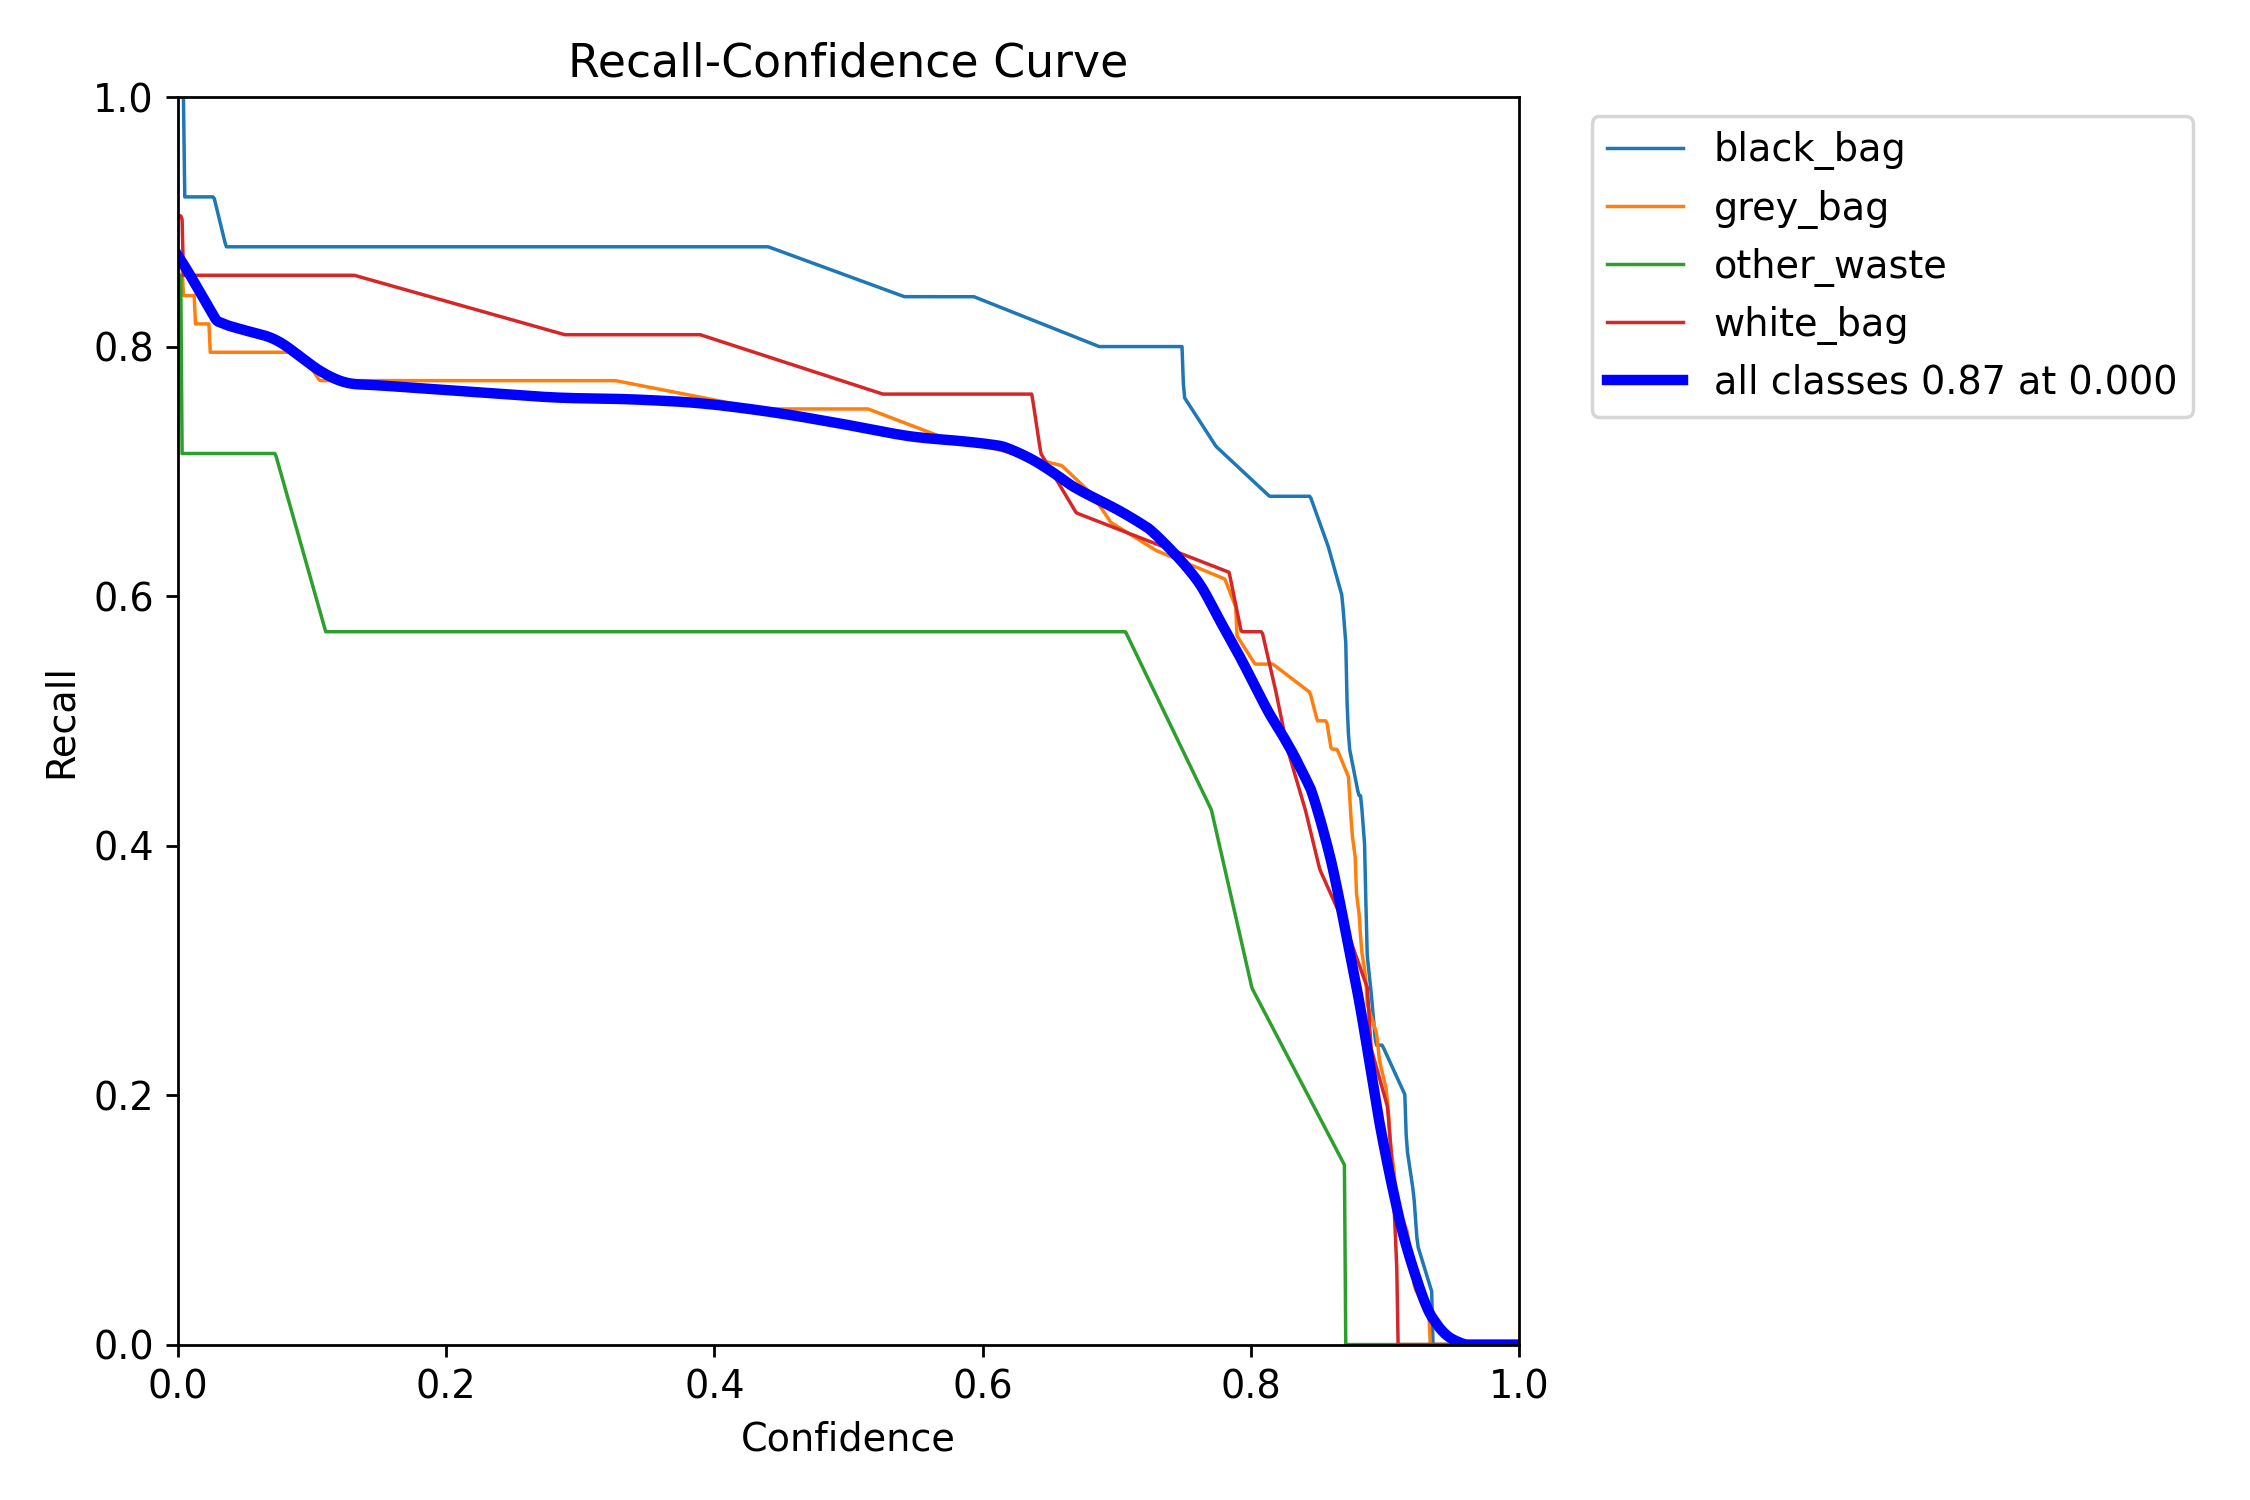 Recall-Confidence Curve
1.0
0.8
0.6
0.4
0.2
0.0
Recall
0.0 0.2 0.4 0.6 0.8 1.0
Confidence
black_bag
grey_bag
other_waste
white_bag
all classes 0.87 at 0.000